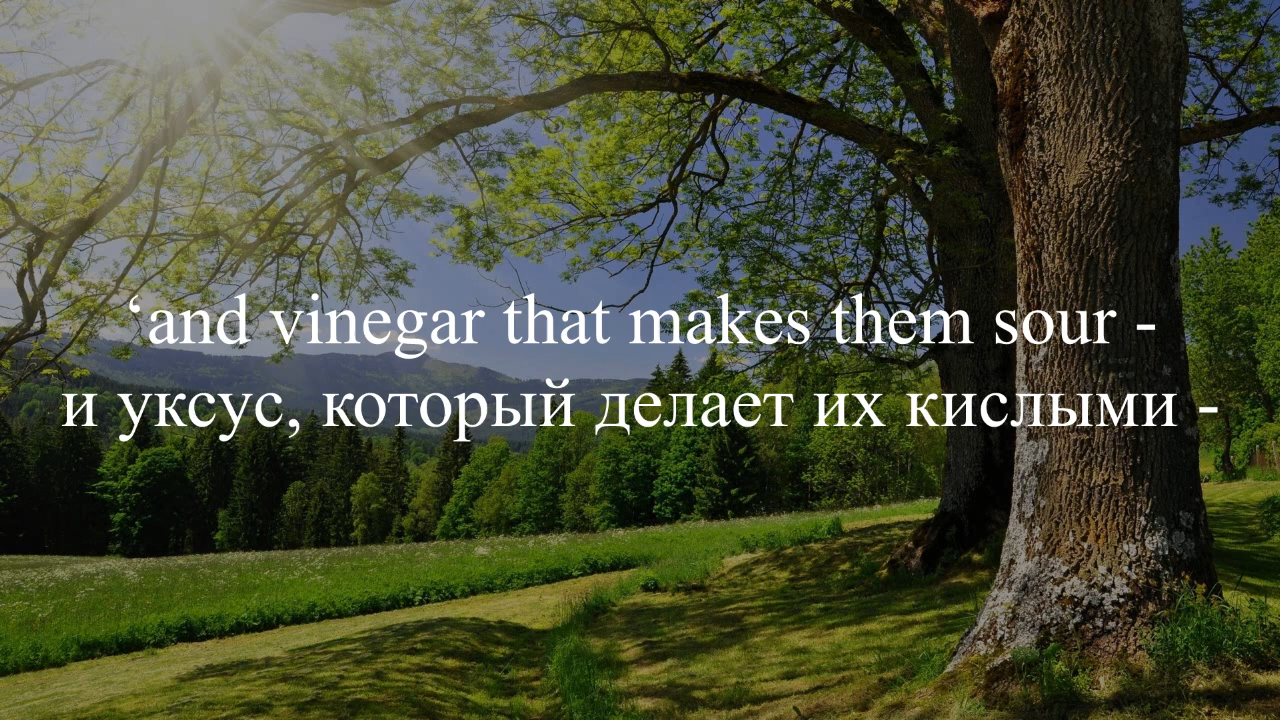 ‘and vinegar that makes them sour -
и уксус, который делает их кислыми -